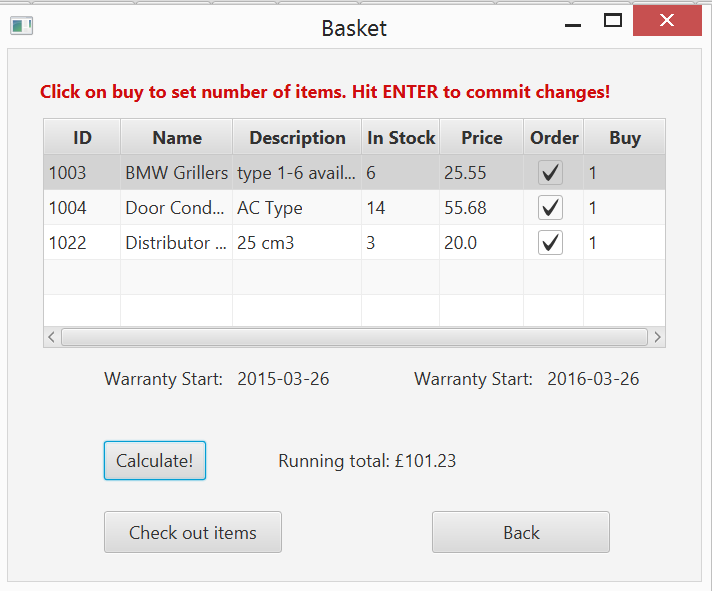 Basket
Click on buy to set number of items. Hit ENTER to commit changes!
ID Name Description In Stock Price Order Buy
1003 BMW Grillers type 1-6 avail... 6 25.55 1
1004 Door Cond... AC Type 14 55.68 1
1022 Distributor ... 25 cm3 3 20.0 1
Warranty Start: 2015-03-26 Warranty Start: 2016-03-26
Calculate! Running total: £101.23
Check out items Back